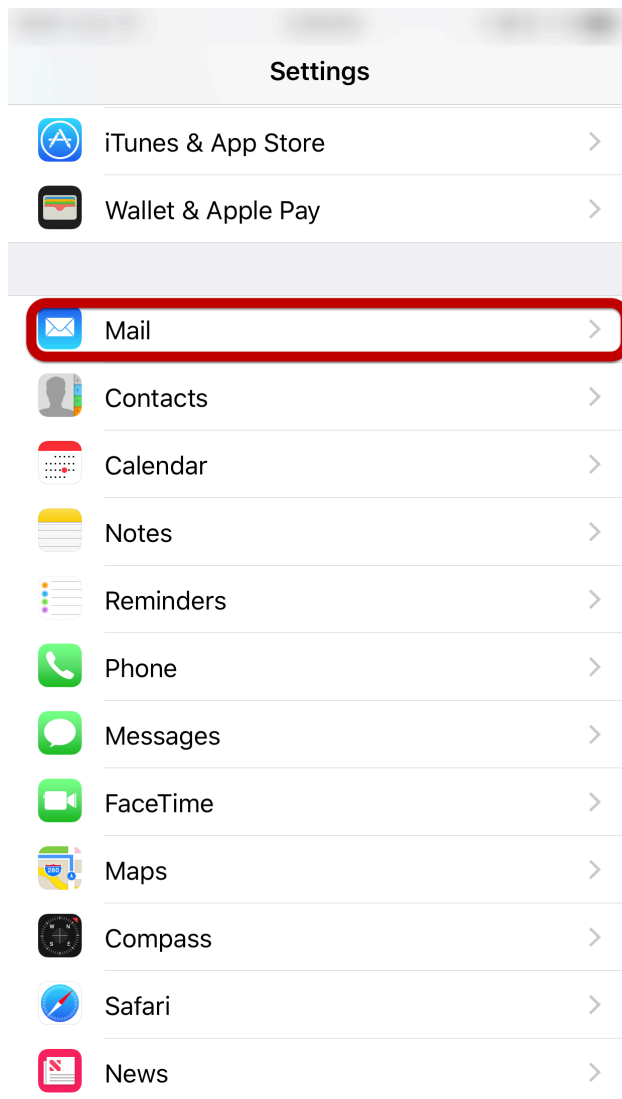 Settings
iTunes & App Store
Wallet & Apple Pay
Mail
Contacts
Calendar
Notes
Reminders
Phone
Messages
FaceTime
280
Maps
W N
S E
Compass
Safari
News